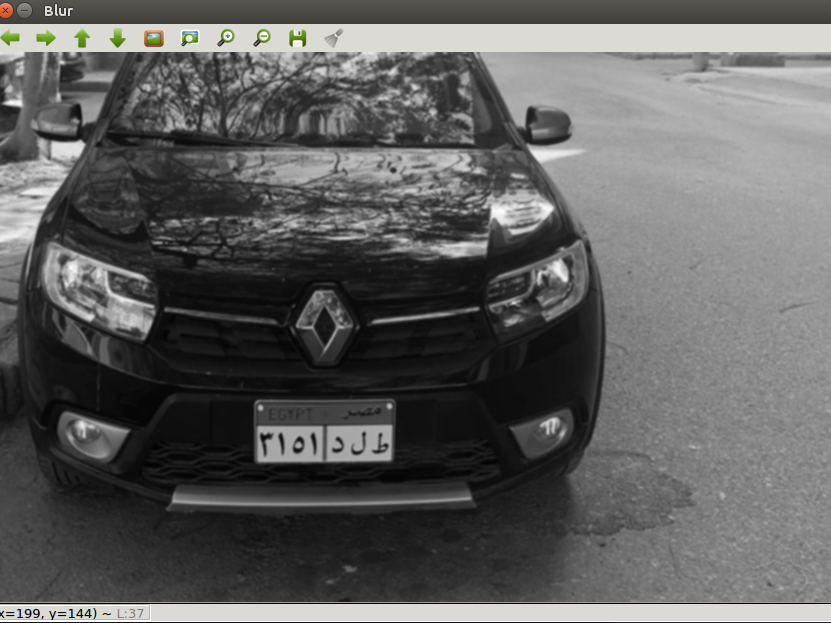 Blur
EGYPT مصر
٣١٥١ د ل ط
x=199, y=144) ~ L:37